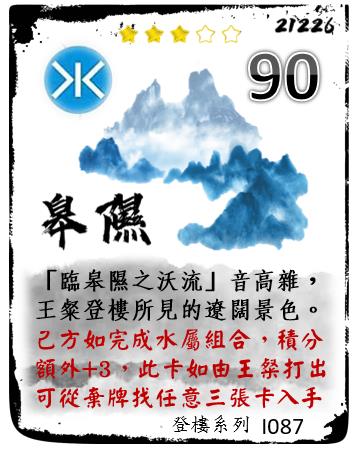 21226
90
皋隰
「臨皋隰之沃流」音高雜，
王粲登樓所見的遼闊景色。
己方如完成水屬組合，積分
額外+3，此卡如由王粲打出
可從棄牌找任意三張卡入手
登樓系列 I087